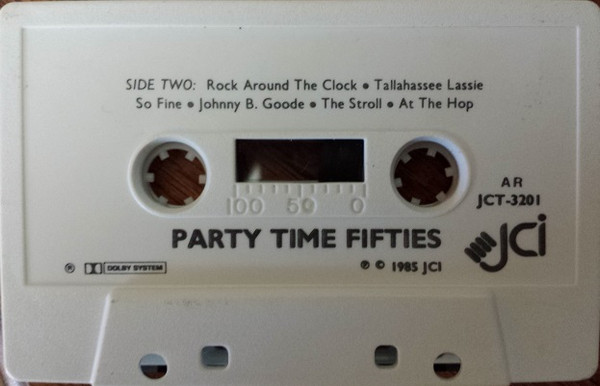 SIDE TWO: Rock Around The Clock • Tallahassee Lassie
So Fine • Johnny B. Goode • The Stroll • At The Hop
AR
JCT-3201
100 50 0
PARTY TIME FIFTIES
JCi
® DOLBY SYSTEM
℗ © 1985 JCI